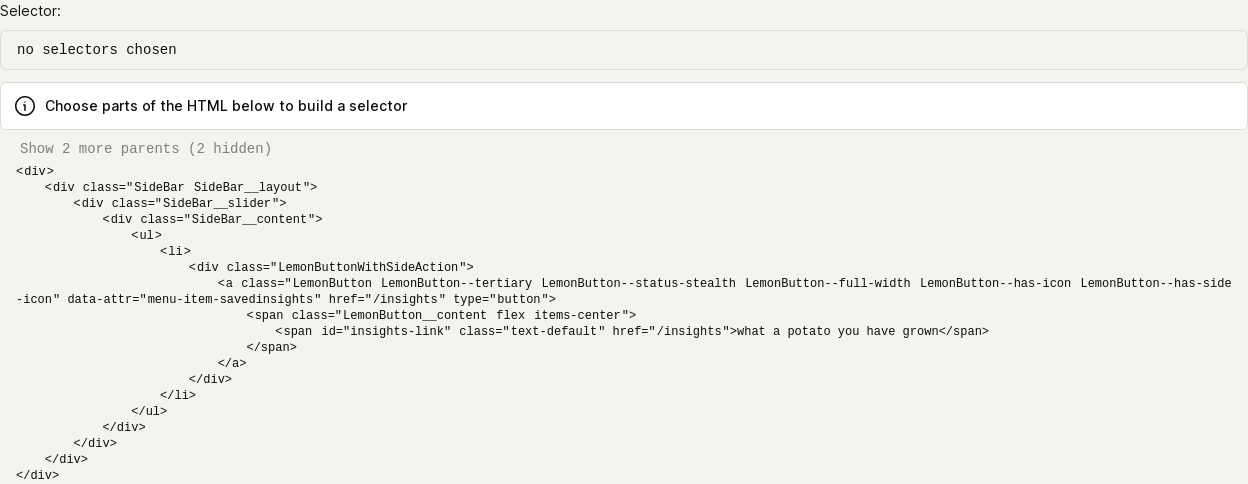 Selector:
no selectors chosen
Choose parts of the HTML below to build a selector
Show 2 more parents (2 hidden)
<div>
<div class="SideBar SideBar__layout">
<div class="SideBar__slider">
<div class="SideBar__content">
<ul>
<li>
<div class="LemonButtonWithSideAction">
<a class="LemonButton LemonButton--tertiary LemonButton--status-stealth LemonButton--full-width LemonButton--has-icon LemonButton--has-side
-icon" data-attr="menu-item-savedinsights" href="/insights" type="button">
<span class="LemonButton__content flex items-center">
<span id="insights-link" class="text-default" href="/insights">what a potato you have grown</span>
</span>
</a>
</div>
</li>
</ul>
</div>
</div>
</div>
</div>